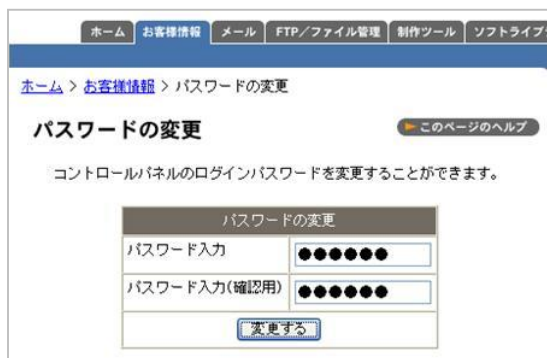 ホーム お客様情報 メール FTP／ファイル管理 制作ツール ソフトライブ
ホーム > お客様情報 > パスワードの変更
パスワードの変更
このページのヘルプ
コントロールパネルのログインパスワードを変更することができます。
パスワードの変更
パスワード入力 ●●●●●●
パスワード入力(確認用) ●●●●●●
変更する